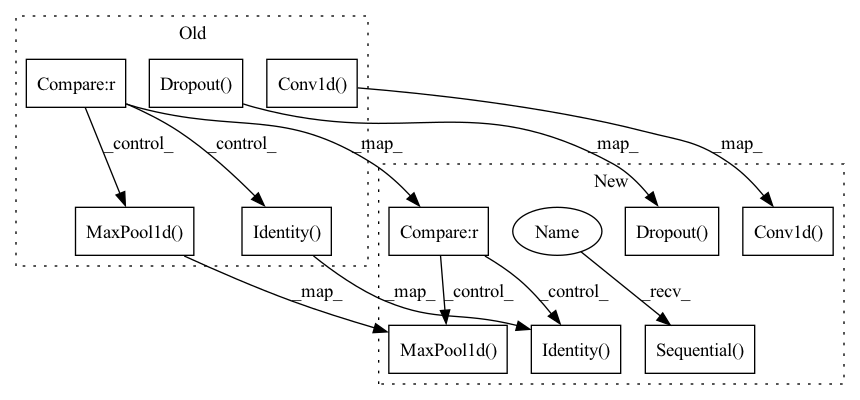 Old
Compare:r
Dropout()
Conv1d()
_control_
_control_
_map_
_map_
_map_
New
MaxPool1d()
Identity()
Compare:r
Name
Dropout()
Conv1d()
_map_
_map_
_control_
_control_
_recv_
MaxPool1d()
Identity()
Sequential()